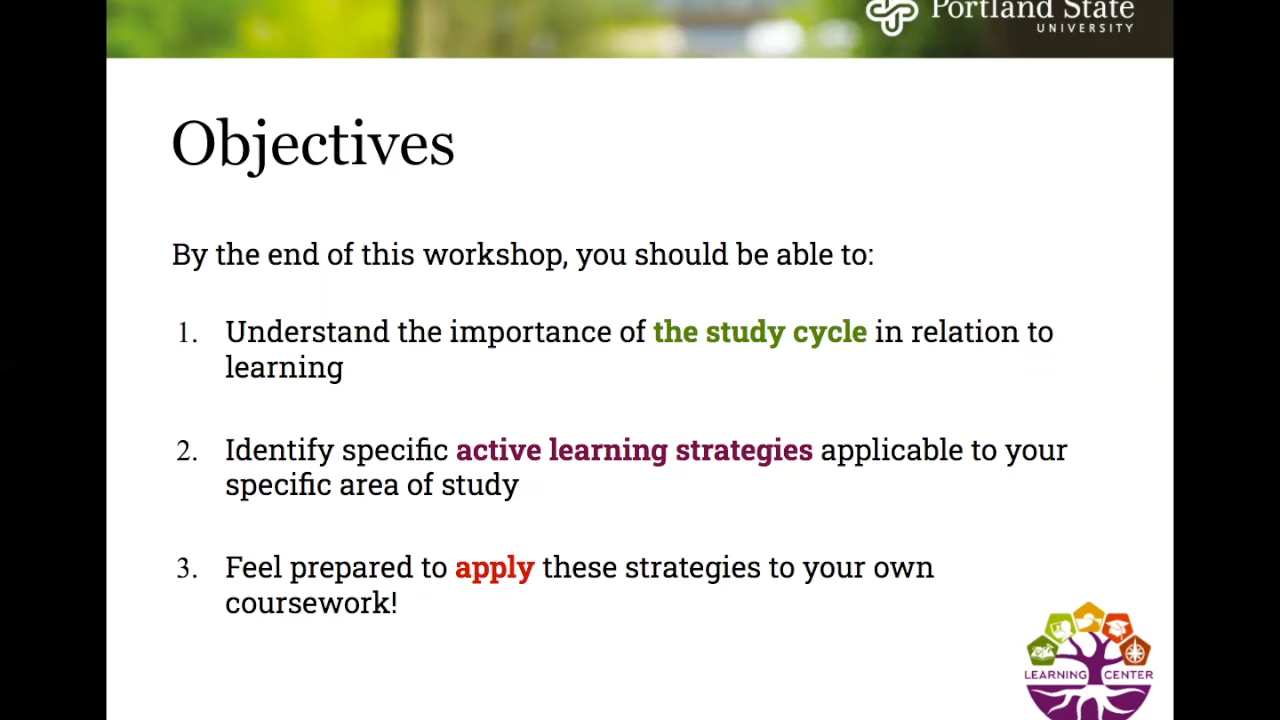 Portland State
UNIVERSITY
Objectives
By the end of this workshop, you should be able to:
1. Understand the importance of the study cycle in relation to
learning
2. Identify specific active learning strategies applicable to your
specific area of study
3. Feel prepared to apply these strategies to your own
coursework!
LEARNING CENTER